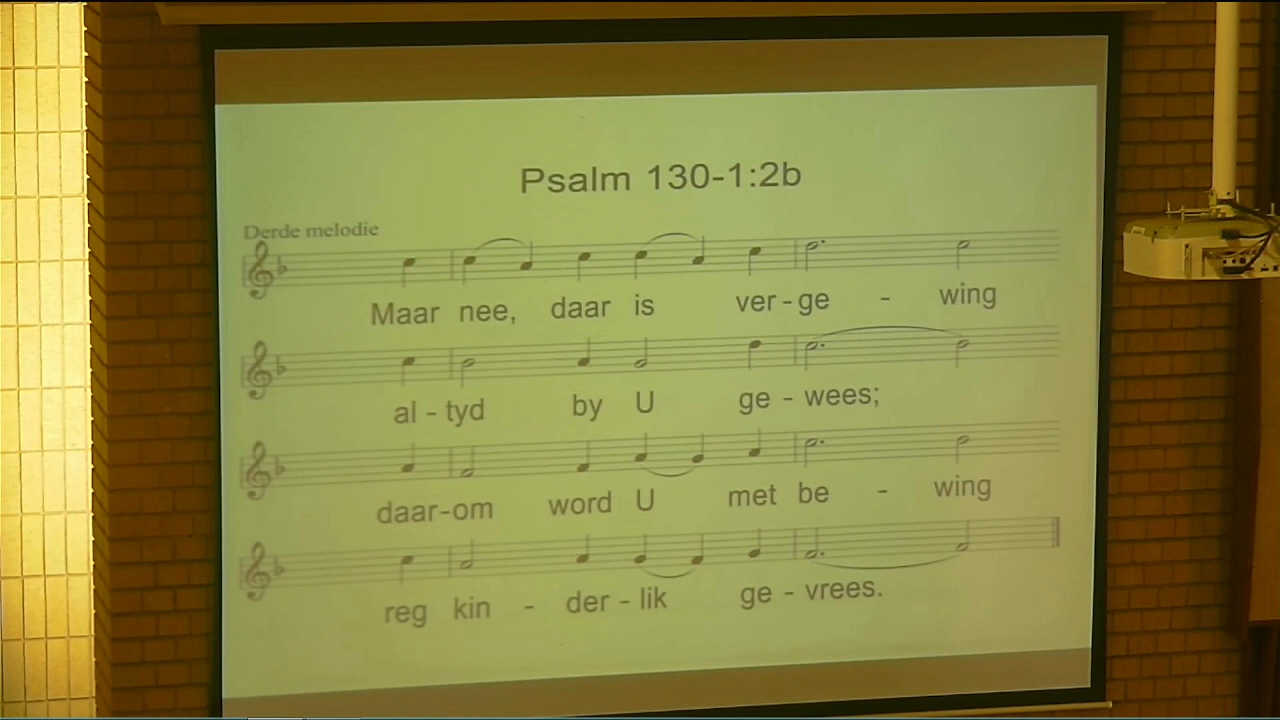 Psalm 130-1:2b
Derde melodie
Maar nee, daar is ver-ge - wing
al-tyd by U ge-wees;
daar-om word U met be - wing
reg kin - der-lik ge-vrees.